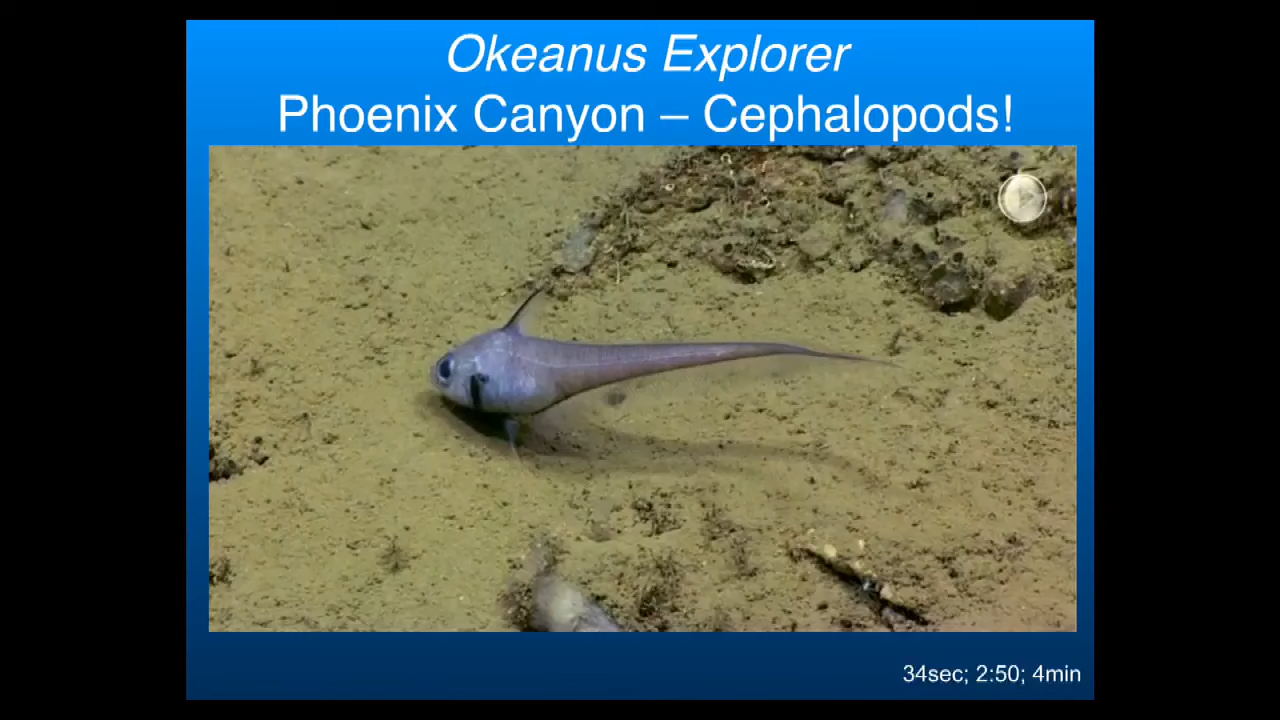 Okeanus Explorer
Phoenix Canyon – Cephalopods!
34sec; 2:50; 4min